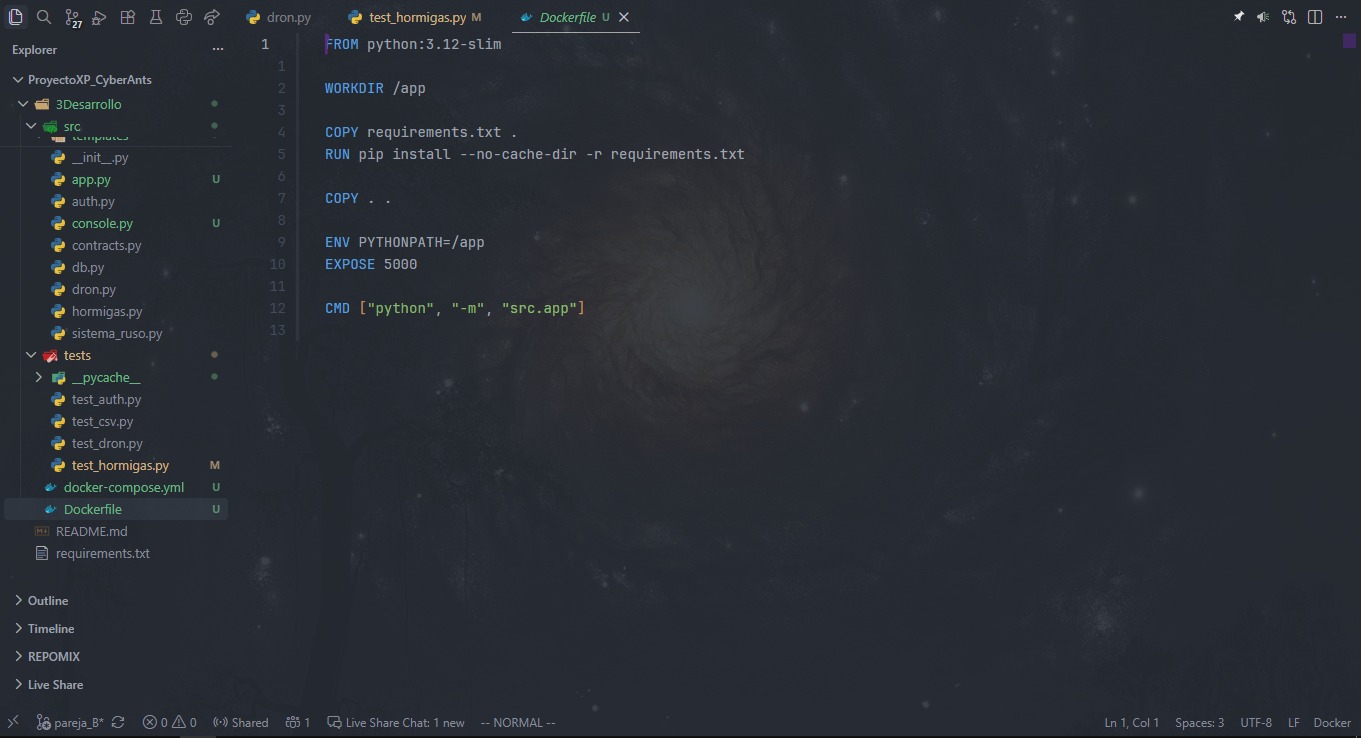 27
dron.py
test_hormigas.py M
Dockerfile U
Explorer
ProyectoXP_CyberAnts
3Desarrollo
src
templates
__init__.py
app.py U
auth.py
console.py U
contracts.py
db.py
dron.py
hormigas.py
sistema_ruso.py
tests
__pycache__
test_auth.py
test_csv.py
test_dron.py
test_hormigas.py M
docker-compose.yml U
Dockerfile U
README.md
requirements.txt
Outline
Timeline
REPOMIX
Live Share
1 FROM python:3.12-slim
1
2 WORKDIR /app
3
4 COPY requirements.txt .
5 RUN pip install --no-cache-dir -r requirements.txt
6
7 COPY . .
8
9 ENV PYTHONPATH=/app
10 EXPOSE 5000
11
12 CMD ["python", "-m", "src.app"]
13
pareja_B* 0 0 Shared 1 Live Share Chat: 1 new -- NORMAL -- Ln 1, Col 1 Spaces: 3 UTF-8 LF Docker